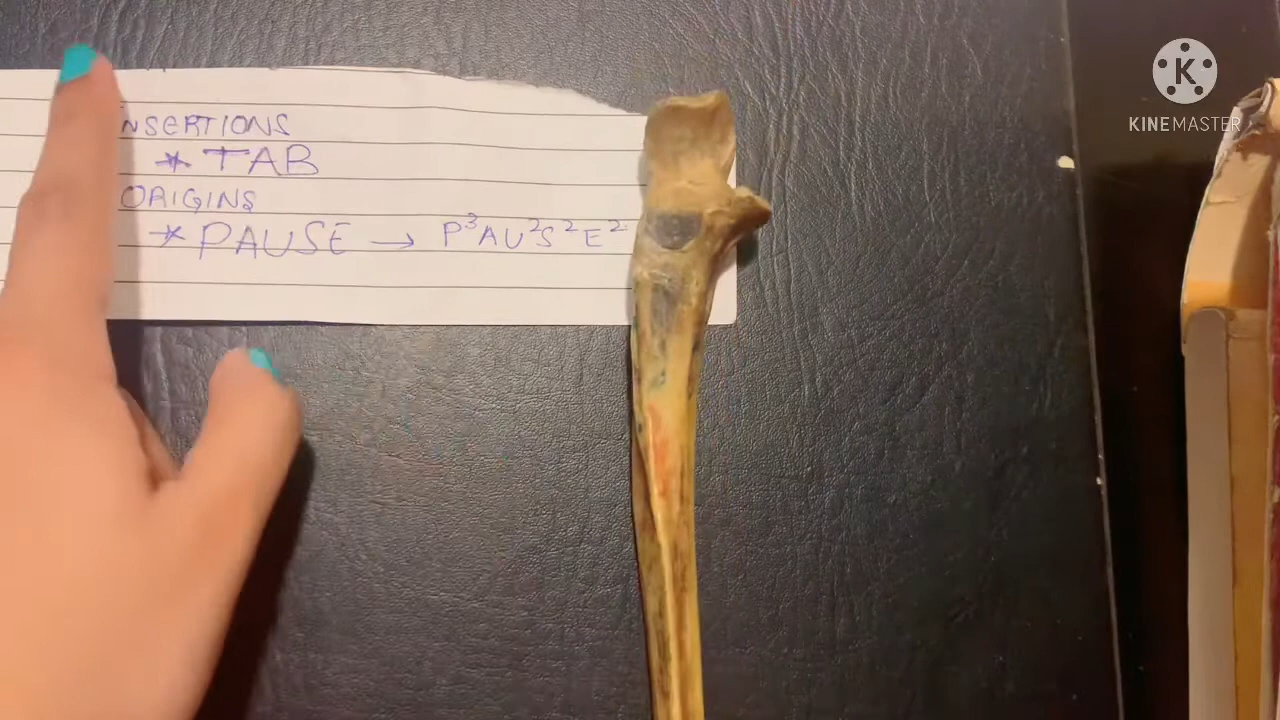 NSERTIONS
* TAB
ORIGINS
* PAUSE → P³AU²S²E²
K
KINEMASTER